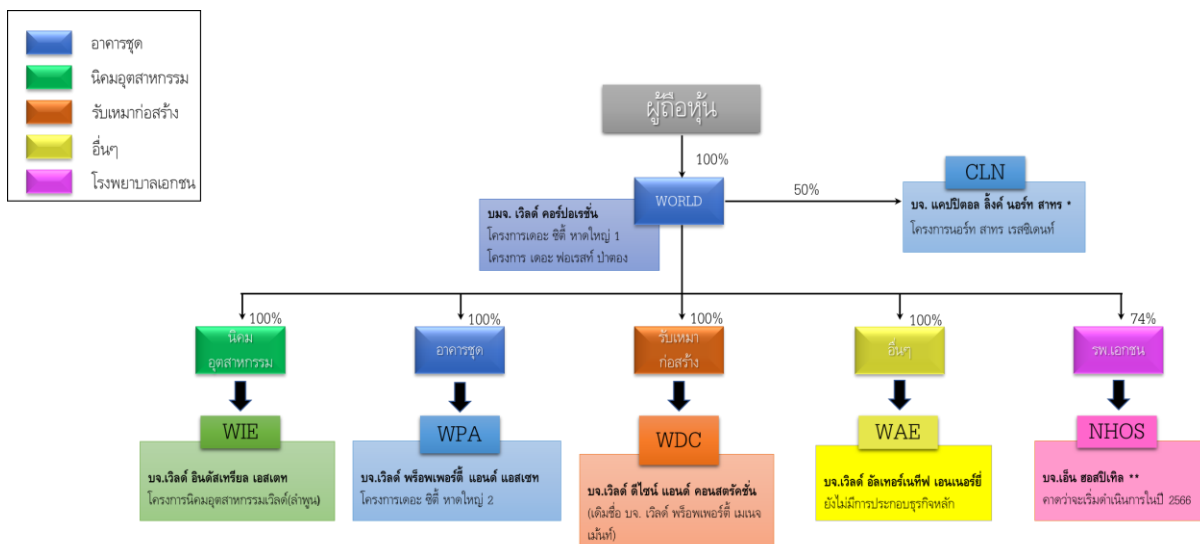 อาคารชุด
นิคมอุตสาหกรรม
รับเหมาก่อสร้าง
อื่นๆ
โรงพยาบาลเอกชน
ผู้ถือหุ้น
100%
WORLD
50%
CLN
บจ. แคปปิตอล ลิ้งค์ นอร์ท สาทร *
โครงการนอร์ท สาทร เรสซิเดนท์
บมจ. เวิลด์ คอร์ปอเรชั่น
โครงการเดอะ ซิตี้ หาดใหญ่ 1
โครงการ เดอะ ฟอเรสท์ ป่าตอง
100%
100%
100%
100%
74%
นิคม
อุตสาหกรรม
อาคารชุด
รับเหมา
ก่อสร้าง
อื่นๆ
รพ.เอกชน
WIE
บจ.เวิลด์ อินดัสเทรียล เอสเตท
โครงการนิคมอุตสาหกรรมเวิลด์(ลำพูน)
WPA
บจ.เวิลด์ พร็อพเพอร์ตี้ แอนด์ แอสเซท
โครงการเดอะ ซิตี้ หาดใหญ่ 2
WDC
บจ.เวิลด์ ดีไซน์ แอนด์ คอนสตรัคชั่น
(เดิมชื่อ บจ. เวิลด์ พร็อพเพอร์ตี้ เมเนจ
เม้นท์)
WAE
บจ.เวิลด์ อัลเทอร์เนทีฟ เอนเนอร์ยี่
ยังไม่มีการประกอบธุรกิจหลัก
NHOS
บจ.เอ็น ฮอสปิเทิล **
คาดว่าจะเริ่มดำเนินการในปี 2566